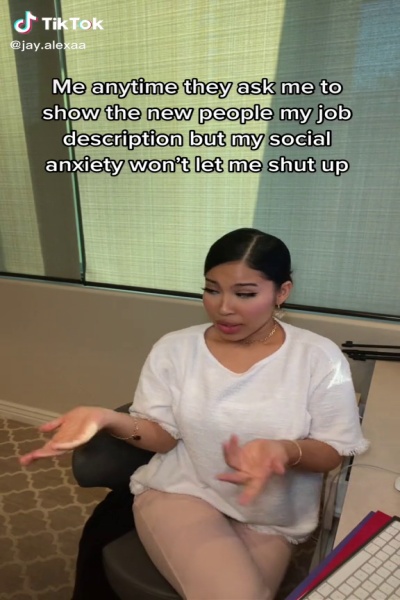 TikTok
@jay.alexaa
Me anytime they ask me to
show the new people my job
description but my social
anxiety won't let me shut up